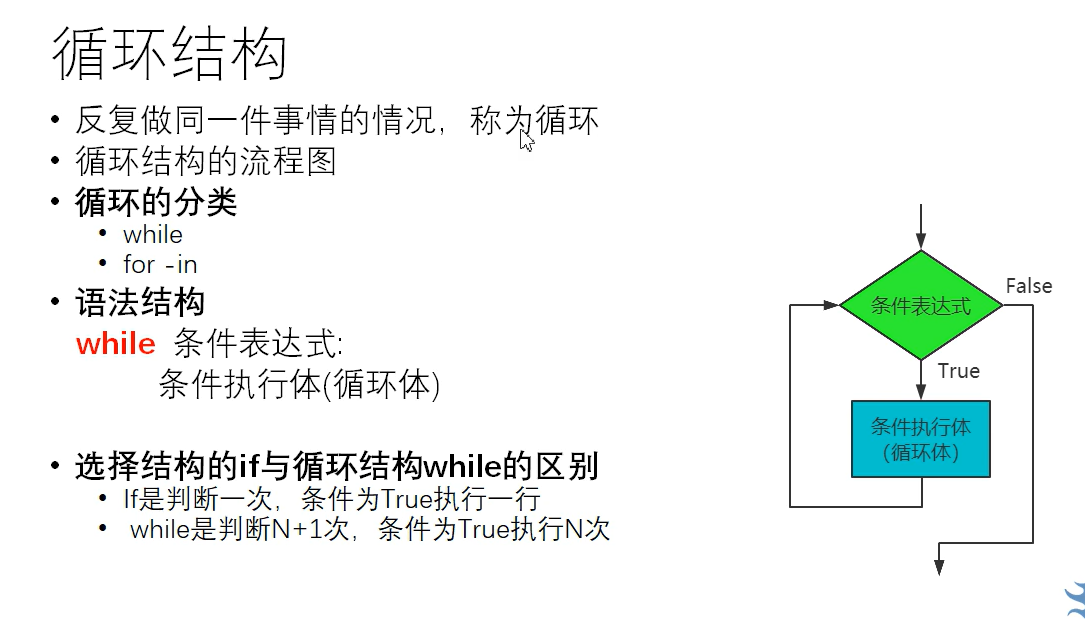 循环结构
• 反复做同一件事情的情况，称为循环
• 循环结构的流程图
• 循环的分类
• while
• for -in
• 语法结构
while 条件表达式:
条件执行体(循环体)
• 选择结构的if与循环结构while的区别
• If是判断一次，条件为True执行一行
• while是判断N+1次，条件为True执行N次
条件表达式
False
True
条件执行体
(循环体)